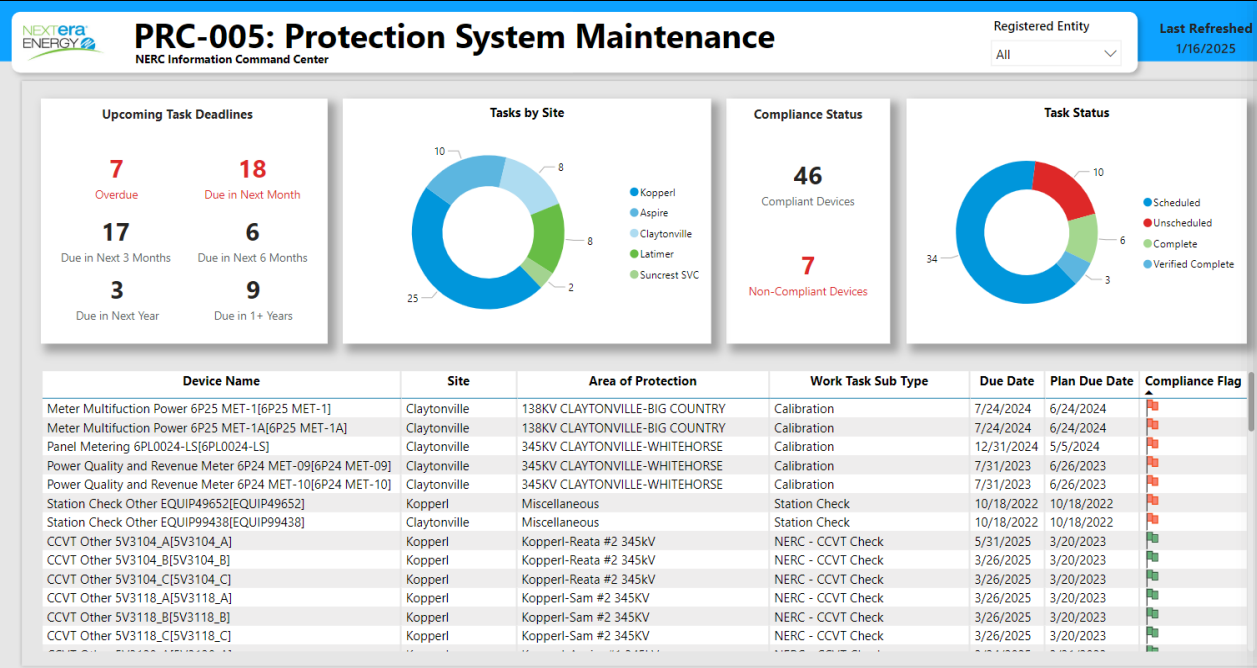 NEXTera
ENERGY
PRC-005: Protection System Maintenance
NERC Information Command Center
Registered Entity
All
Last Refreshed
1/16/2025
Upcoming Task Deadlines
7
Overdue
18
Due in Next Month
17
Due in Next 3 Months
6
Due in Next 6 Months
3
Due in Next Year
9
Due in 1+ Years
Tasks by Site
10
8
8
2
25
Kopperl
Aspire
Claytonville
Latimer
Suncrest SVC
Compliance Status
46
Compliant Devices
7
Non-Compliant Devices
Task Status
10
6
3
34
Scheduled
Unscheduled
Complete
Verified Complete
Device Name Site Area of Protection Work Task Sub Type Due Date Plan Due Date Compliance Flag
Meter Multifuction Power 6P25 MET-1[6P25 MET-1] Claytonville 138KV CLAYTONVILLE-BIG COUNTRY Calibration 7/24/2024 6/24/2024
Meter Multifuction Power 6P25 MET-1A[6P25 MET-1A] Claytonville 138KV CLAYTONVILLE-BIG COUNTRY Calibration 7/24/2024 6/24/2024
Panel Metering 6PL0024-LS[6PL0024-LS] Claytonville 345KV CLAYTONVILLE-WHITEHORSE Calibration 12/31/2024 5/5/2024
Power Quality and Revenue Meter 6P24 MET-09[6P24 MET-09] Claytonville 345KV CLAYTONVILLE-WHITEHORSE Calibration 7/31/2023 6/26/2023
Power Quality and Revenue Meter 6P24 MET-10[6P24 MET-10] Claytonville 345KV CLAYTONVILLE-WHITEHORSE Calibration 7/31/2023 6/26/2023
Station Check Other EQUIP49652[EQUIP49652] Kopperl Miscellaneous Station Check 10/18/2022 10/18/2022
Station Check Other EQUIP99438[EQUIP99438] Claytonville Miscellaneous Station Check 10/18/2022 10/18/2022
CCVT Other 5V3104_A[5V3104_A] Kopperl Kopperl-Reata #2 345kV NERC - CCVT Check 5/31/2025 3/20/2023
CCVT Other 5V3104_B[5V3104_B] Kopperl Kopperl-Reata #2 345kV NERC - CCVT Check 3/26/2025 3/20/2023
CCVT Other 5V3104_C[5V3104_C] Kopperl Kopperl-Reata #2 345kV NERC - CCVT Check 3/26/2025 3/20/2023
CCVT Other 5V3118_A[5V3118_A] Kopperl Kopperl-Sam #2 345KV NERC - CCVT Check 3/26/2025 3/20/2023
CCVT Other 5V3118_B[5V3118_B] Kopperl Kopperl-Sam #2 345KV NERC - CCVT Check 3/26/2025 3/20/2023
CCVT Other 5V3118_C[5V3118_C] Kopperl Kopperl-Sam #2 345KV NERC - CCVT Check 3/26/2025 3/20/2023